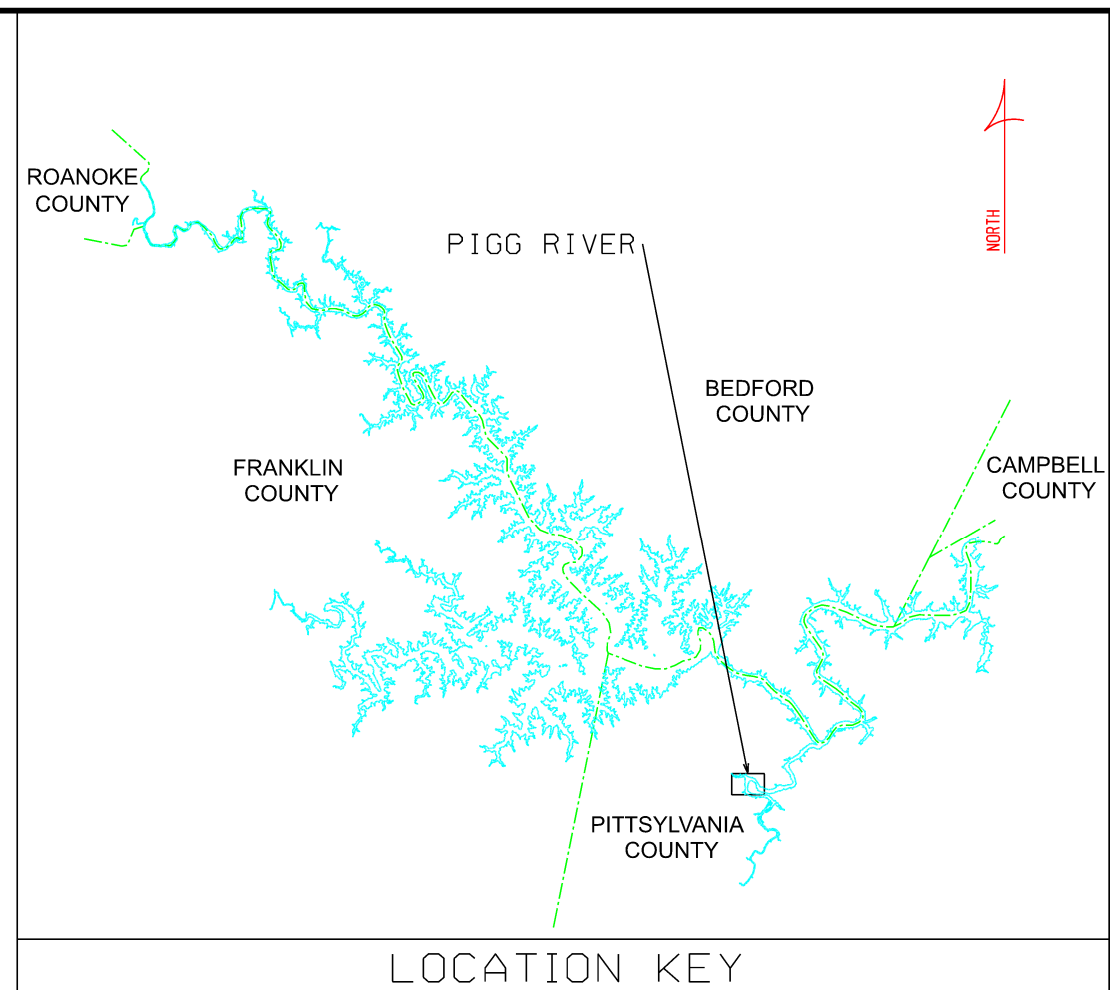 ROANOKE
COUNTY
PIGG RIVER
NORTH
BEDFORD
COUNTY
FRANKLIN
COUNTY
CAMPBELL
COUNTY
PITTSYLVANIA
COUNTY
LOCATION KEY